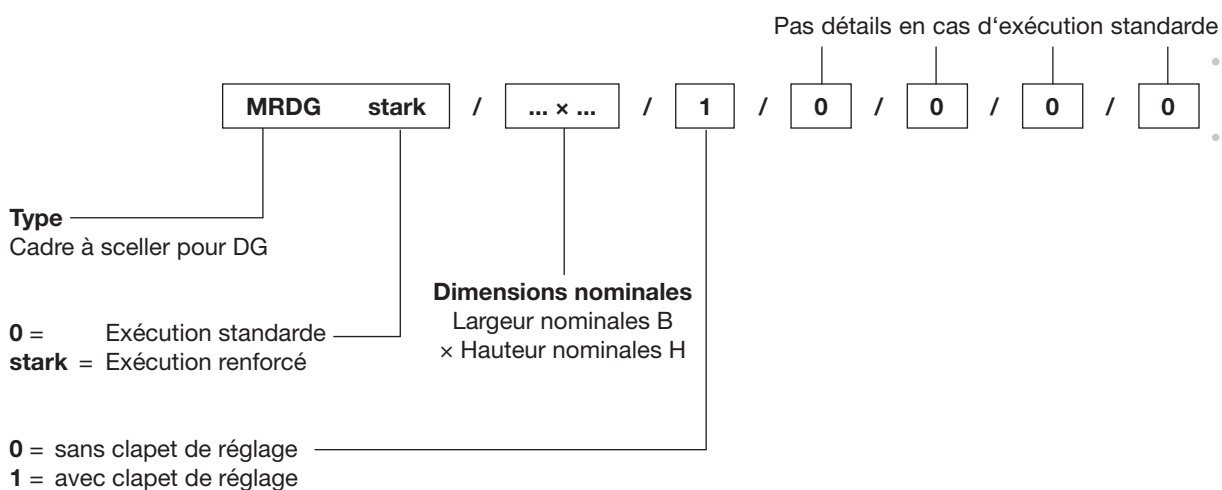 Pas détails en cas d‘exécution standarde
MRDG stark / ... × ... / 1 / 0 / 0 / 0 / 0
Type
Cadre à sceller pour DG
Dimensions nominales
Largeur nominales B
× Hauteur nominales H
0 = Exécution standarde
stark = Exécution renforcé
0 = sans clapet de réglage
1 = avec clapet de réglage